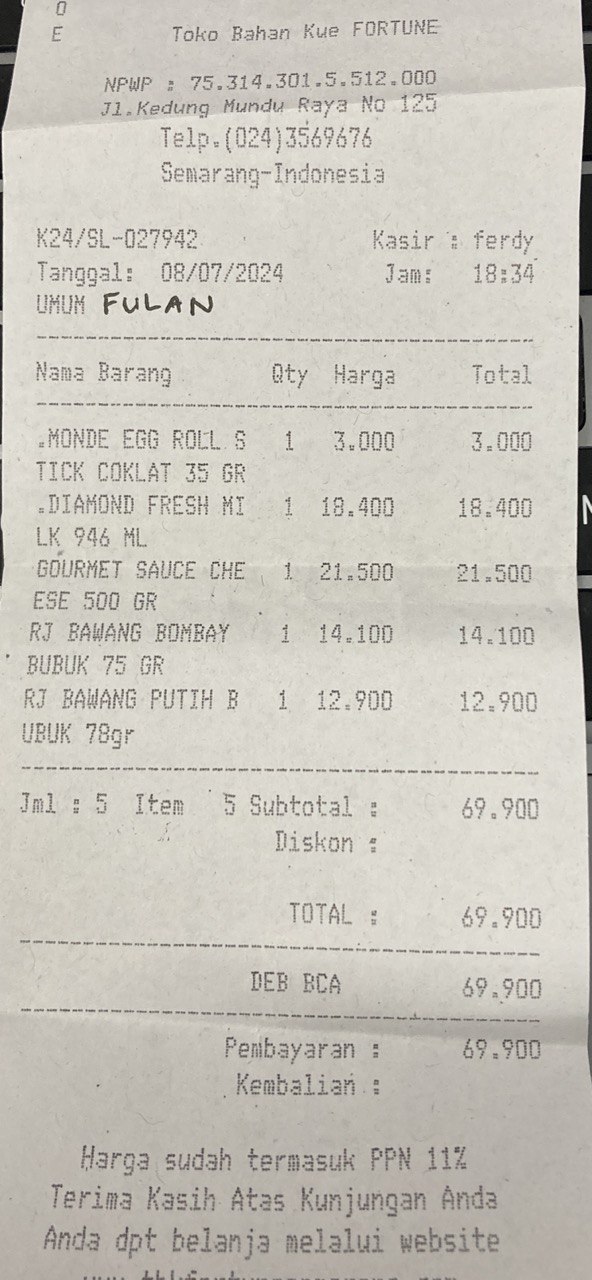 O
E Toko Bahan Kue FORTUNE
NPWP : 75.314.301.5.512.000
Jl.Kedung Mundu Raya No 125
Telp.(024)3569676
Semarang-Indonesia
K24/SL-027942 Kasir : ferdy
Tanggal: 08/07/2024 Jam: 18:34
UMUM FULAN
Nama Barang Qty Harga Total
.MONDE EGG ROLL S 1 3.000 3.000
TICK COKLAT 35 GR
.DIAMOND FRESH MI 1 18.400 18.400
LK 946 ML
GOURMET SAUCE CHE 1 21.500 21.500
ESE 500 GR
RJ BAWANG BOMBAY 1 14.100 14.100
BUBUK 75 GR
RJ BAWANG PUTIH B 1 12.900 12.900
UBUK 78gr
Jml : 5 Item 5 Subtotal : 69.900
Diskon :
TOTAL : 69.900
DEB BCA 69.900
Pembayaran : 69.900
Kembalian :
Harga sudah termasuk PPN 11%
Terima Kasih Atas Kunjungan Anda
Anda dpt belanja melalui website